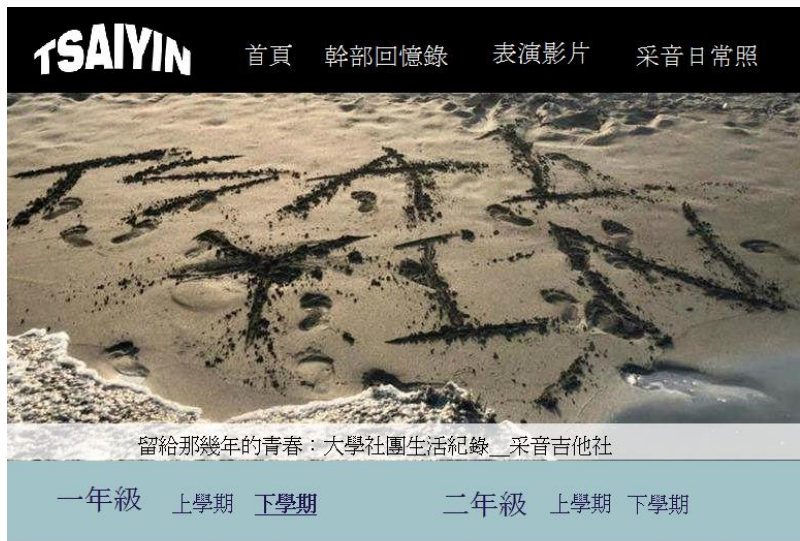 TSAIYIN 首頁 幹部回憶錄 表演影片 采音日常照
TSAI
YIN
留給那幾年的青春：大學社團生活紀錄__采音吉他社
一年級 上學期 下學期 二年級 上學期 下學期